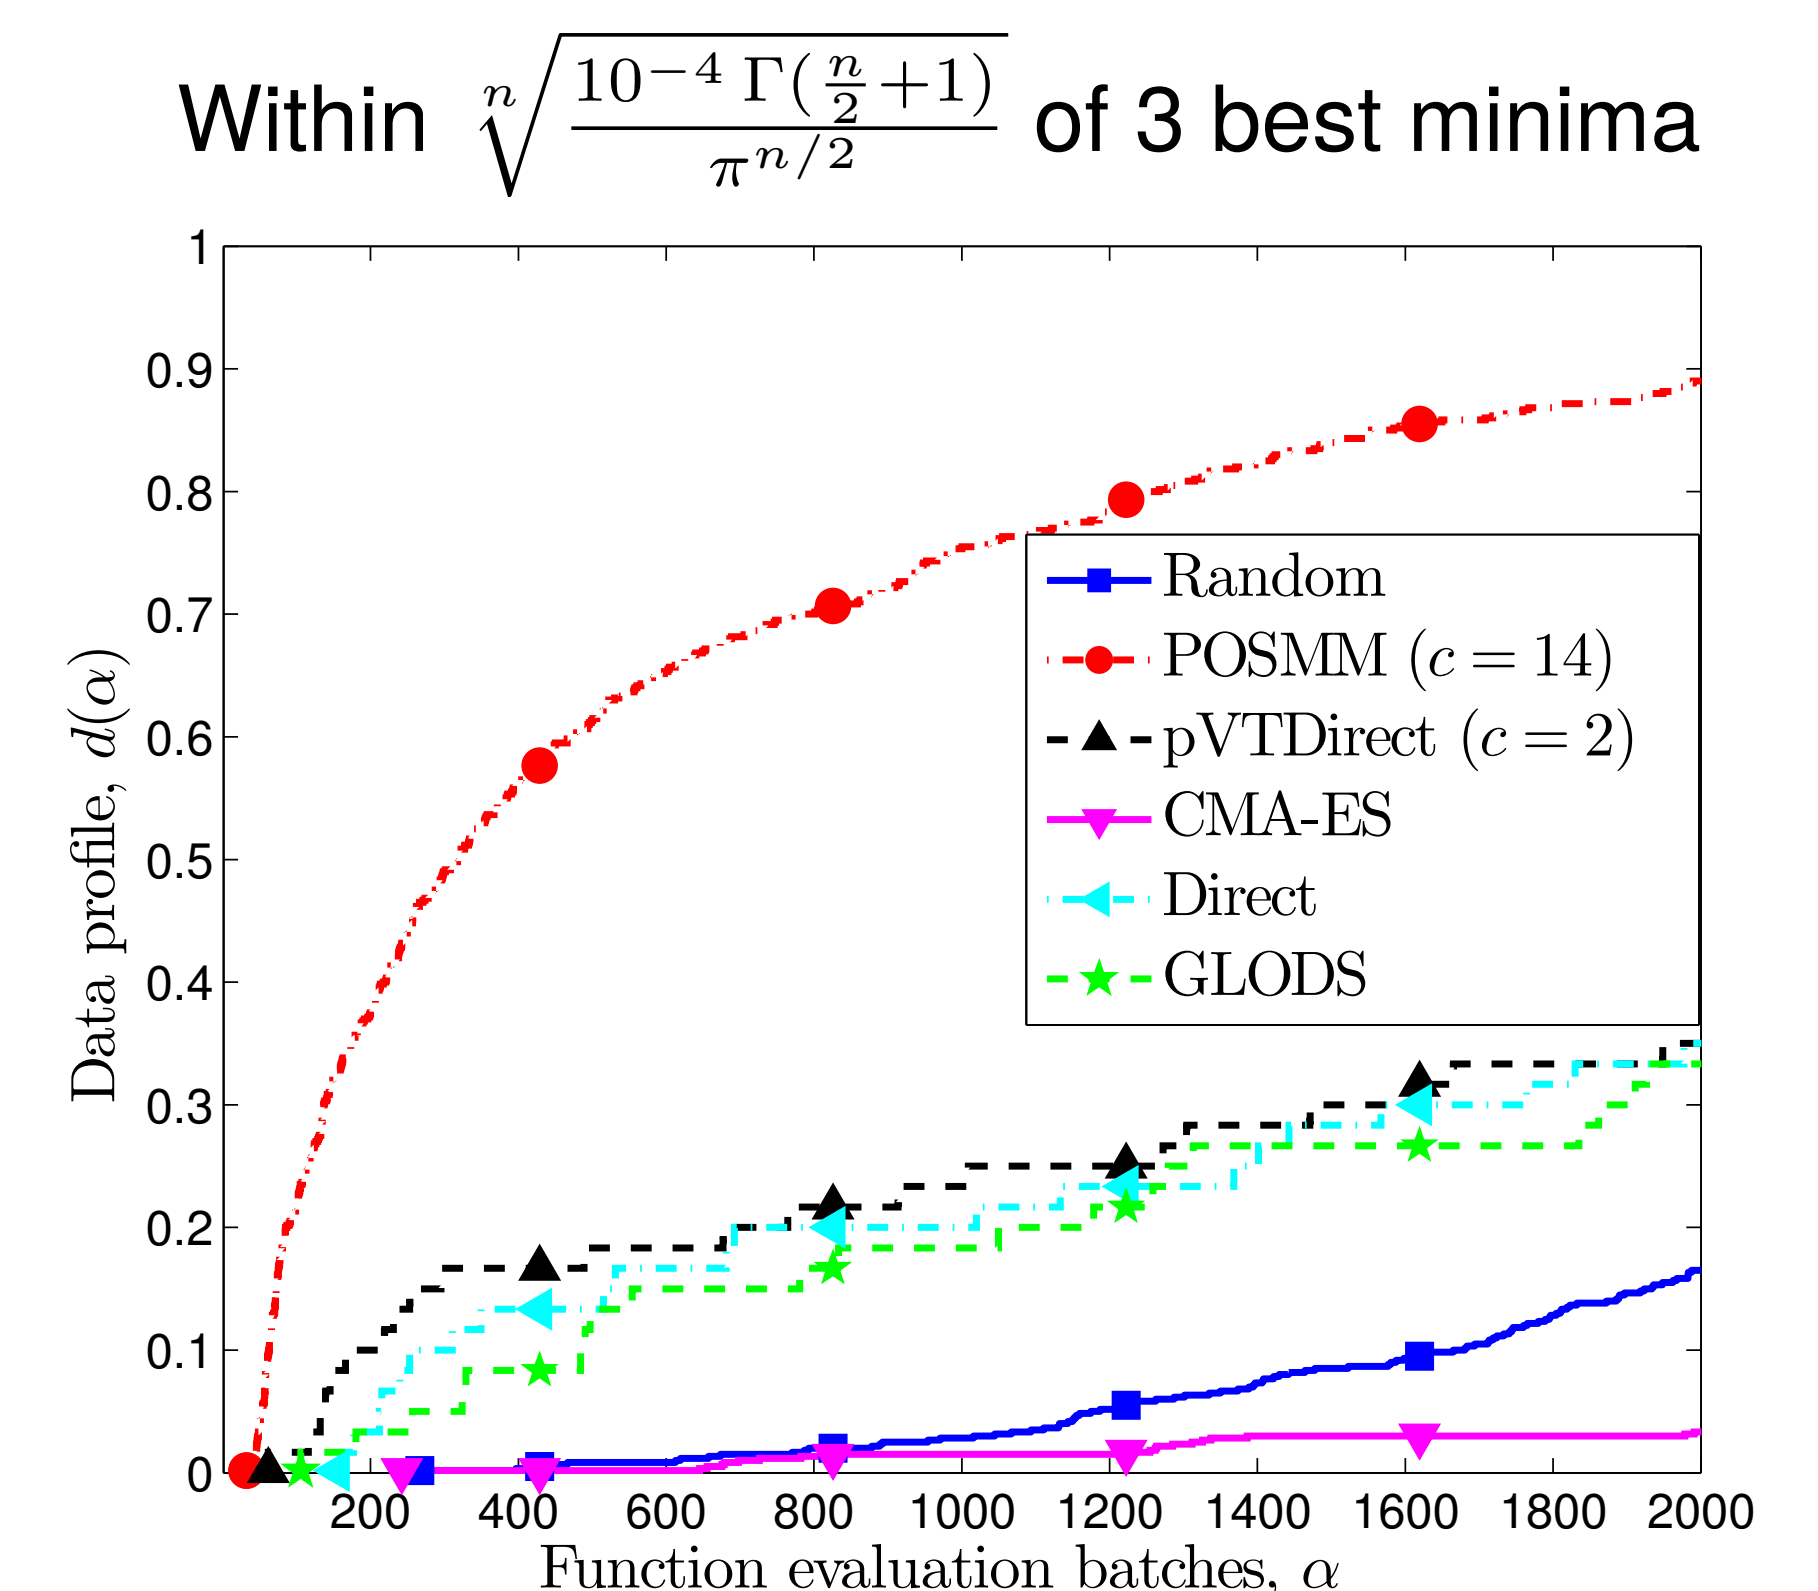 Within \sqrt[n]{\frac{10^{-4} \Gamma(\frac{n}{2}+1)}{\pi^{n/2}}} of 3 best minima
1
0.9
0.8
0.7
0.6
0.5
0.4
0.3
0.2
0.1
0
Data profile, d(α)
Random
POSMM (c = 14)
pVTDirect (c = 2)
CMA-ES
Direct
GLODS
200 400 600 800 1000 1200 1400 1600 1800 2000
Function evaluation batches, α